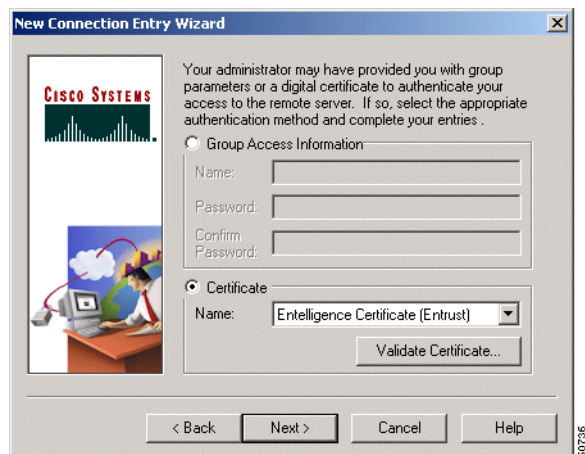 New Connection Entry Wizard
CISCO SYSTEMS
Your administrator may have provided you with group
parameters or a digital certificate to authenticate your
access to the remote server. If so, select the appropriate
authentication method and complete your entries .
Group Access Information
Name:
Password:
Confirm
Password:
Certificate
Name:
Entelligence Certificate (Entrust)
Validate Certificate...
< Back
Next >
Cancel
Help